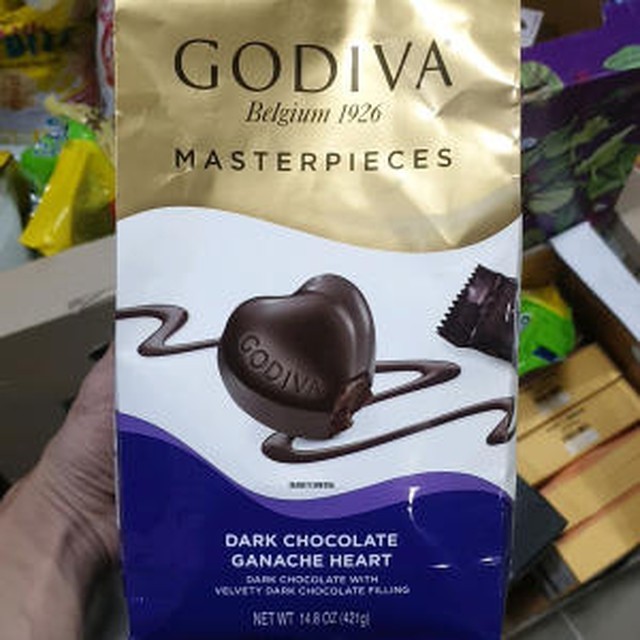 GODIVA
Belgium 1926
MASTERPIECES
GODIVA
DARK CHOCOLATE
GANACHE HEART
DARK CHOCOLATE WITH
VELVETY DARK CHOCOLATE FILLING
NET WT 14.8 OZ (421g)